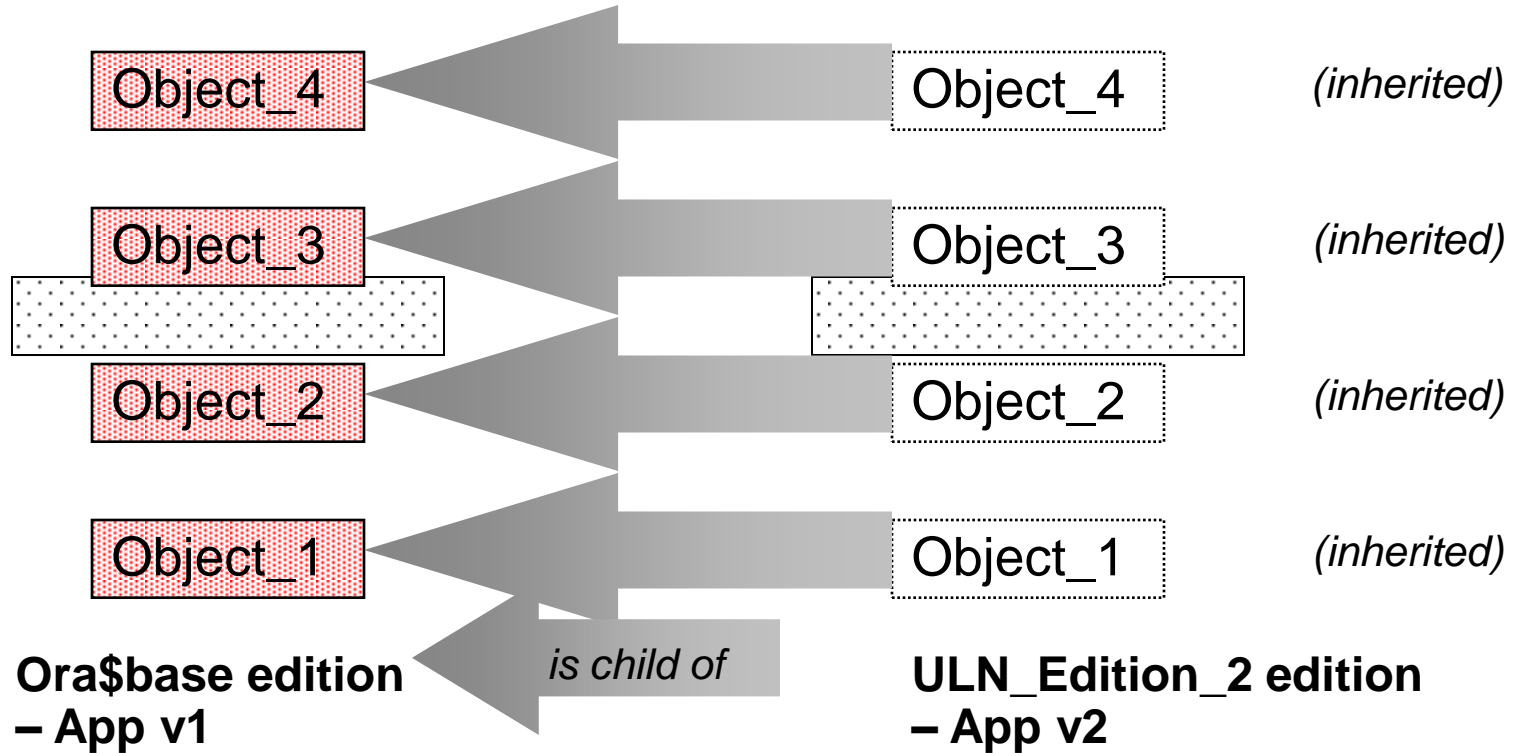 Object_4 Object_4 (inherited)
Object_3 Object_3 (inherited)
Object_2 Object_2 (inherited)
Object_1 Object_1 (inherited)
is child of
Ora$base edition
– App v1
ULN_Edition_2 edition
– App v2